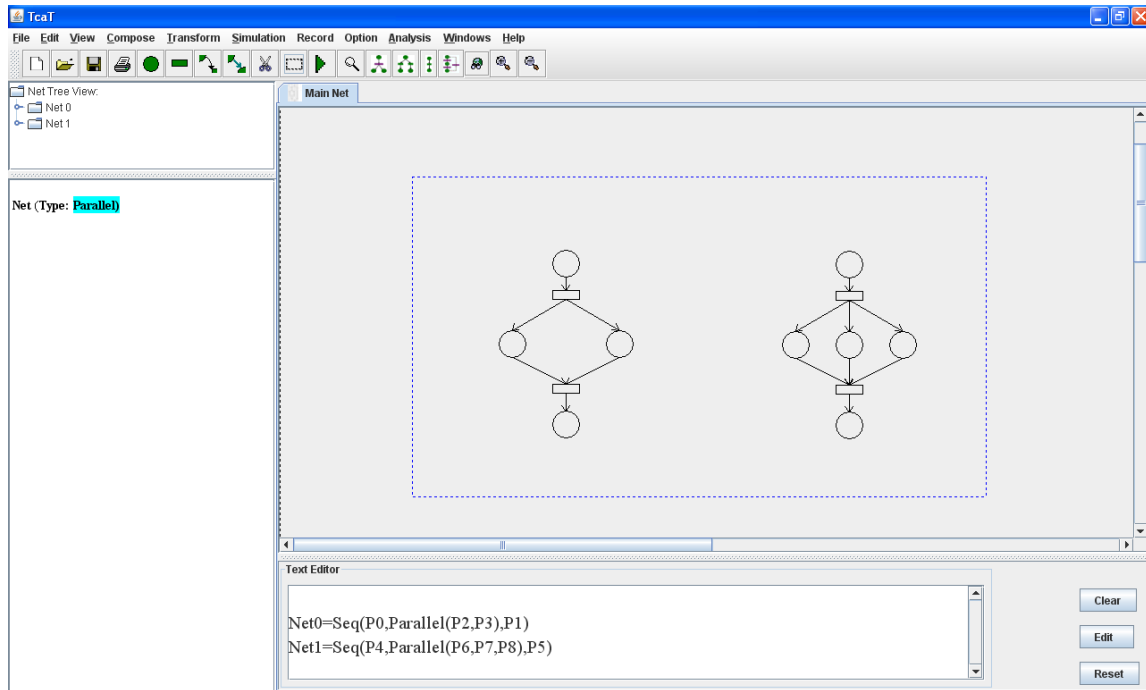 TcaT
File Edit View Compose Transform Simulation Record Option Analysis Windows Help
Net Tree View:
Net 0
Net 1
Main Net
Net (Type: Parallel)
Text Editor
Net0=Seq(P0,Parallel(P2,P3),P1)
Net1=Seq(P4,Parallel(P6,P7,P8),P5)
Clear
Edit
Reset